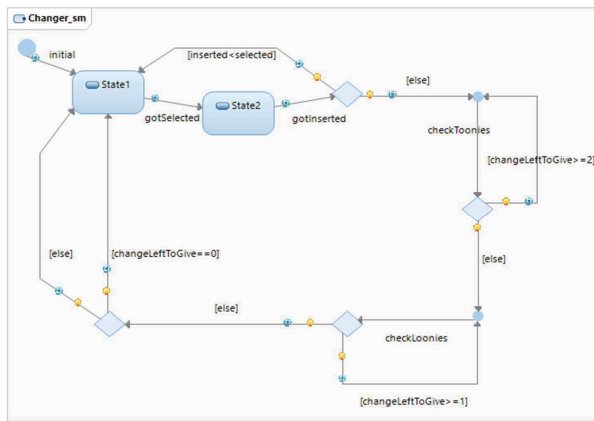 Changer_sm
initial
[inserted<selected]
State1
[else]
State2
gotSelected
gotInserted
checkToonies
[changeLeftToGive>=2]
[else]
[changeLeftToGive==0]
[else]
[else]
checkLoonies
[changeLeftToGive>=1]